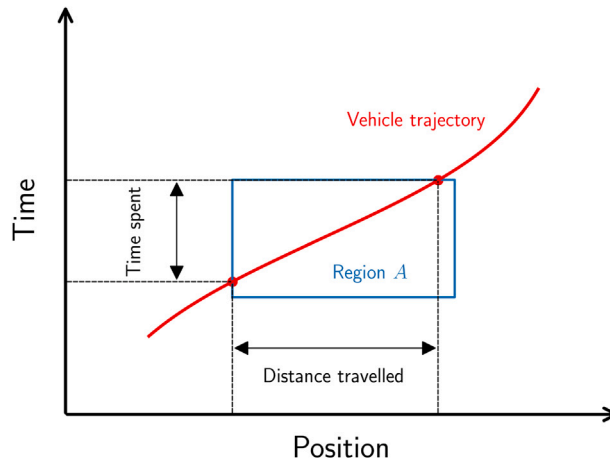 Vehicle trajectory
Time
Time spent
Region A
Distance travelled
Position